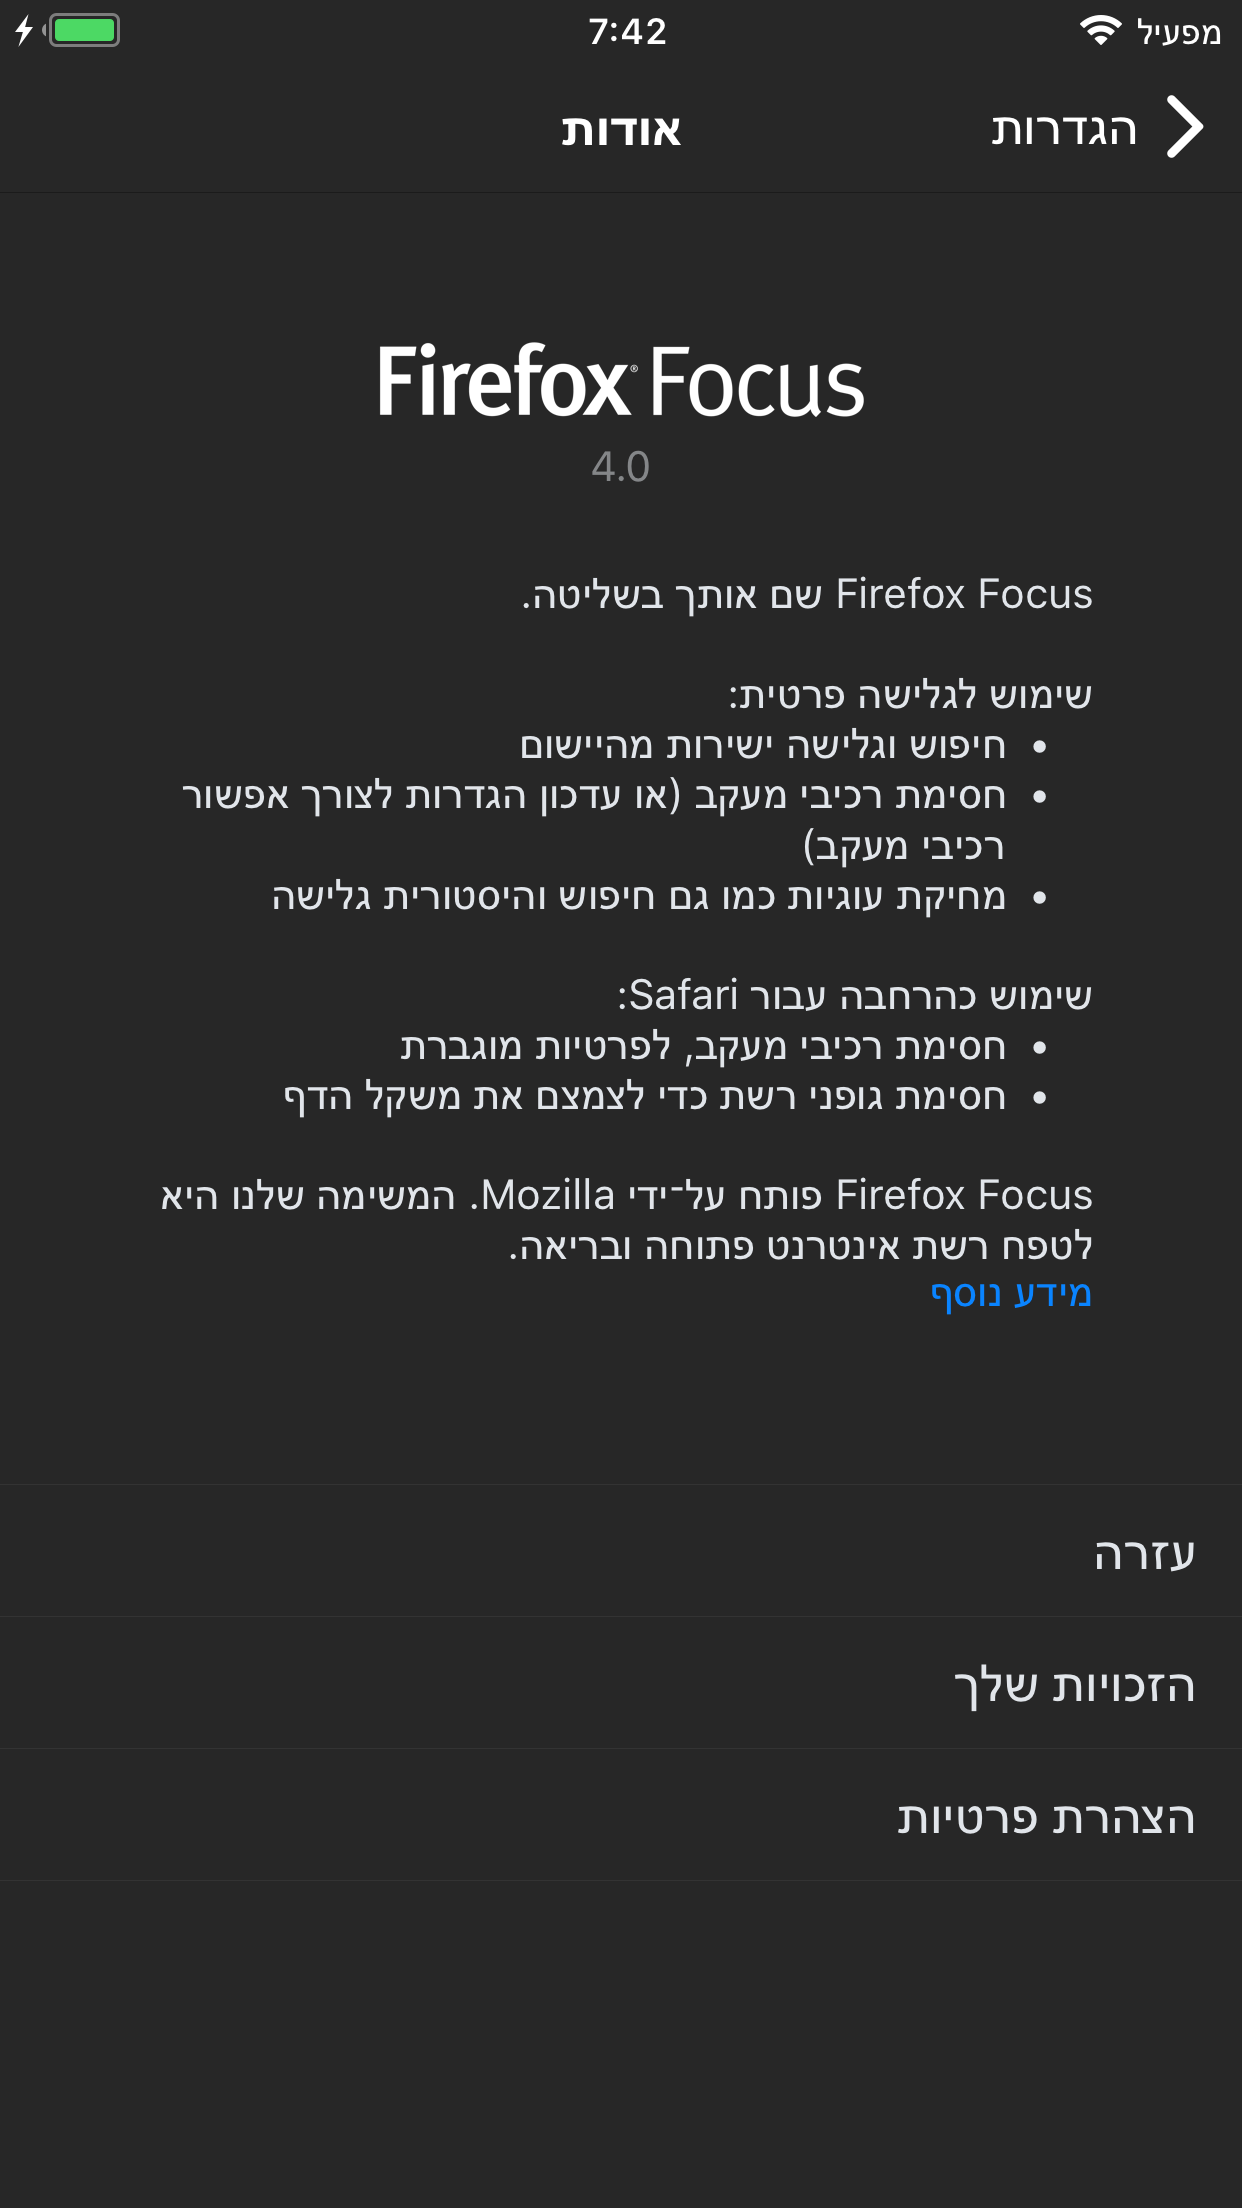 מפעיל 7:42
הגדרות
אודות
Firefox® Focus
4.0
Firefox Focus שם אותך בשליטה.
שימוש לגלישה פרטית:
• חיפוש וגלישה ישירות מהיישום
• חסימת רכיבי מעקב (או עדכון הגדרות לצורך אפשור
רכיבי מעקב)
• מחיקת עוגיות כמו גם חיפוש והיסטורית גלישה
שימוש כהרחבה עבור Safari:
• חסימת רכיבי מעקב, לפרטיות מוגברת
• חסימת גופני רשת כדי לצמצם את משקל הדף
Firefox Focus פותח על־ידי Mozilla. המשימה שלנו היא
לטפח רשת אינטרנט פתוחה ובריאה.
מידע נוסף
עזרה
הזכויות שלך
הצהרת פרטיות